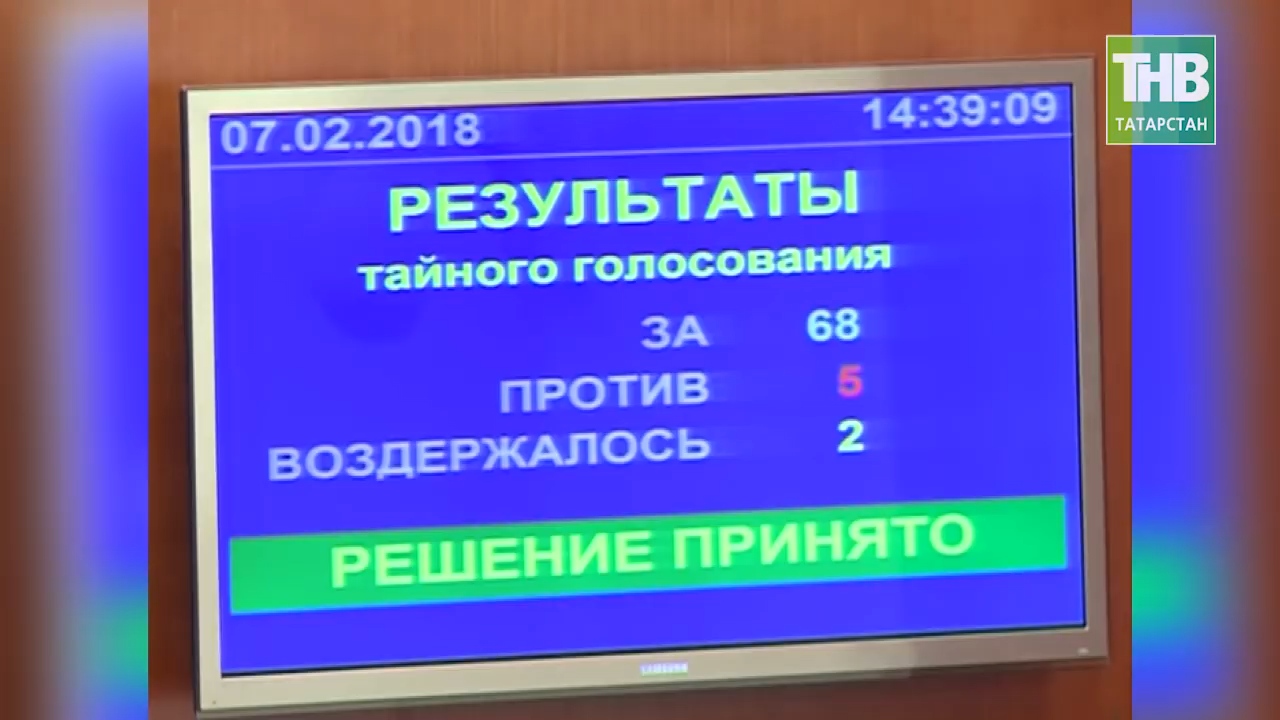 ТНВ
ТАТАРСТАН
07.02.2018 14:39:09
РЕЗУЛЬТАТЫ
тайного голосования
ЗА 68
ПРОТИВ 5
ВОЗДЕРЖАЛОСЬ 2
РЕШЕНИЕ ПРИНЯТО
SAMSUNG